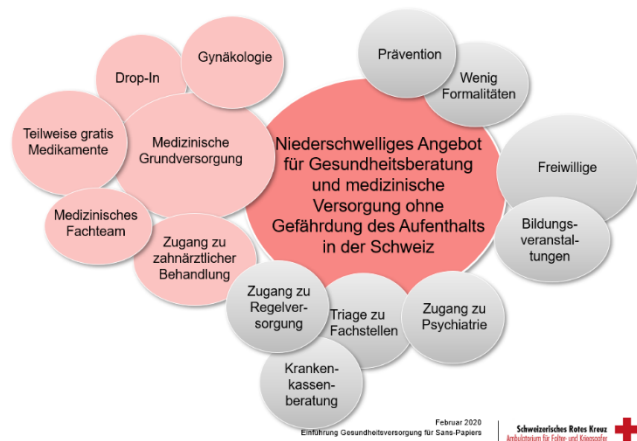 Gynäkologie
Drop-In
Teilweise gratis
Medikamente
Medizinische
Grundversorgung
Medizinisches
Fachteam
Zugang zu
zahnärztlicher
Behandlung
Niederschwelliges Angebot
für Gesundheitsberatung
und medizinische
Versorgung ohne
Gefährdung des Aufenthalts
in der Schweiz
Prävention
Wenig
Formalitäten
Freiwillige
Bildungs-
veranstal-
tungen
Zugang zu
Regelver-
sorgung
Triage zu
Fachstellen
Zugang zu
Psychiatrie
Kranken-
kassen-
beratung
Februar 2020
Einführung Gesundheitsversorgung für Sans-Papiers
Schweizerisches Rotes Kreuz
Ambulatorium für Folter- und Kriegsopfer